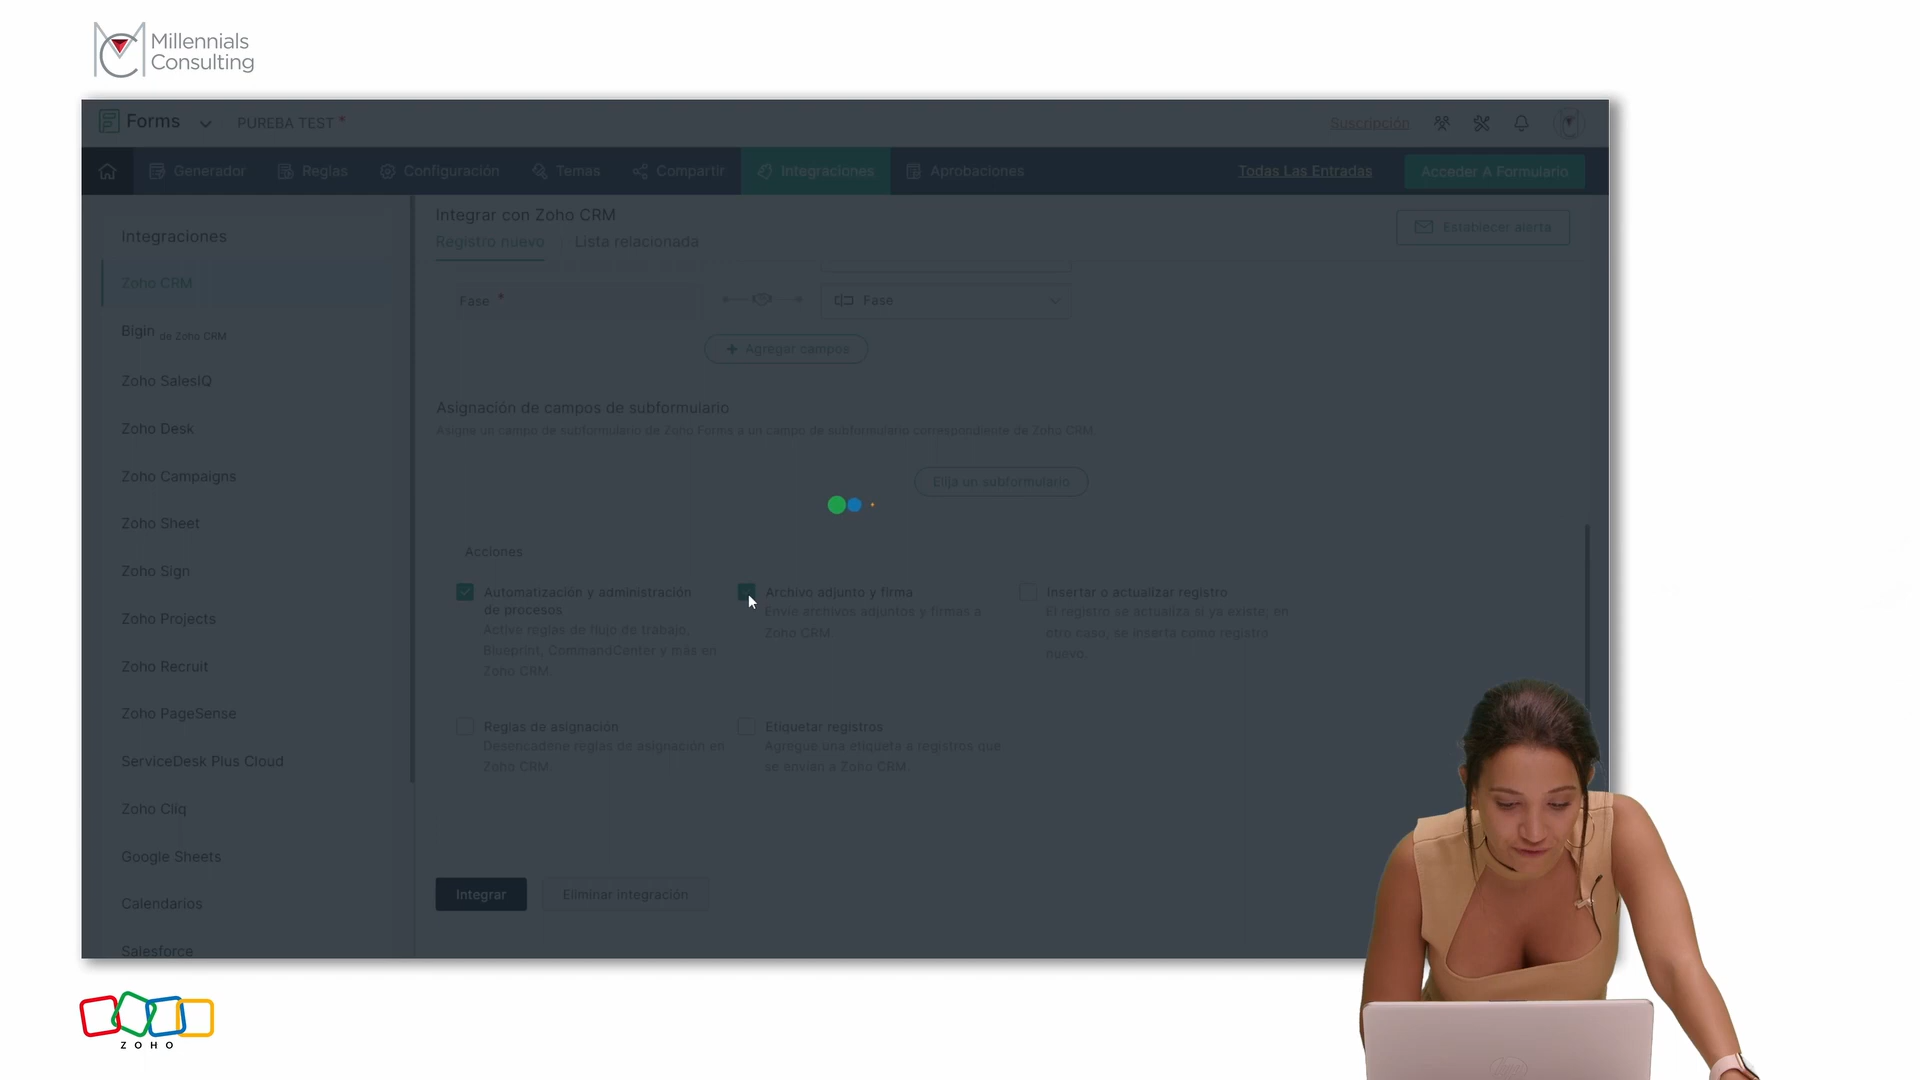 Millennials
Consulting
Forms
PUREBA TEST *
Suscripción
Generador
Reglas
Configuración
Temas
Compartir
Integraciones
Aprobaciones
Todas Las Entradas
Acceder A Formulario
Integraciones
Zoho CRM
Bigin de Zoho CRM
Zoho SalesIQ
Zoho Desk
Zoho Campaigns
Zoho Sheet
Zoho Sign
Zoho Projects
Zoho Recruit
Zoho PageSense
ServiceDesk Plus Cloud
Zoho Cliq
Google Sheets
Calendarios
Salesforce
Integrar con Zoho CRM
Registro nuevo
Lista relacionada
Establecer alerta
Fase *
Fase
+ Agregar campos
Asignación de campos de subformulario
Asigne un campo de subformulario de Zoho Forms a un campo de subformulario correspondiente de Zoho CRM.
Elija un subformulario
Acciones
Automatización y administración
de procesos
Active reglas de flujo de trabajo,
Blueprint, CommandCenter y más en
Zoho CRM.
Archivo adjunto y firma
Envíe archivos adjuntos y firmas a
Zoho CRM
Insertar o actualizar registro
El registro se actualiza si ya existe; en
otro caso, se inserta como registro
nuevo.
Reglas de asignación
Desencadene reglas de asignación en
Zoho CRM.
Etiquetar registros
Agregue una etiqueta a registros que
se envían a Zoho CRM.
Integrar
Eliminar integración
ZOHO